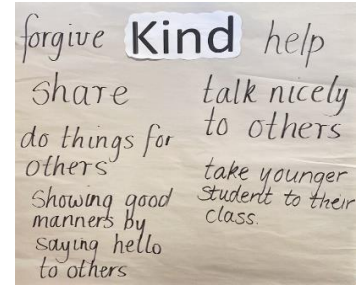 forgive Kind help
share
do things for
others
Showing good
manners by
saying hello
to others
talk nicely
to others
take younger
student to their
class.